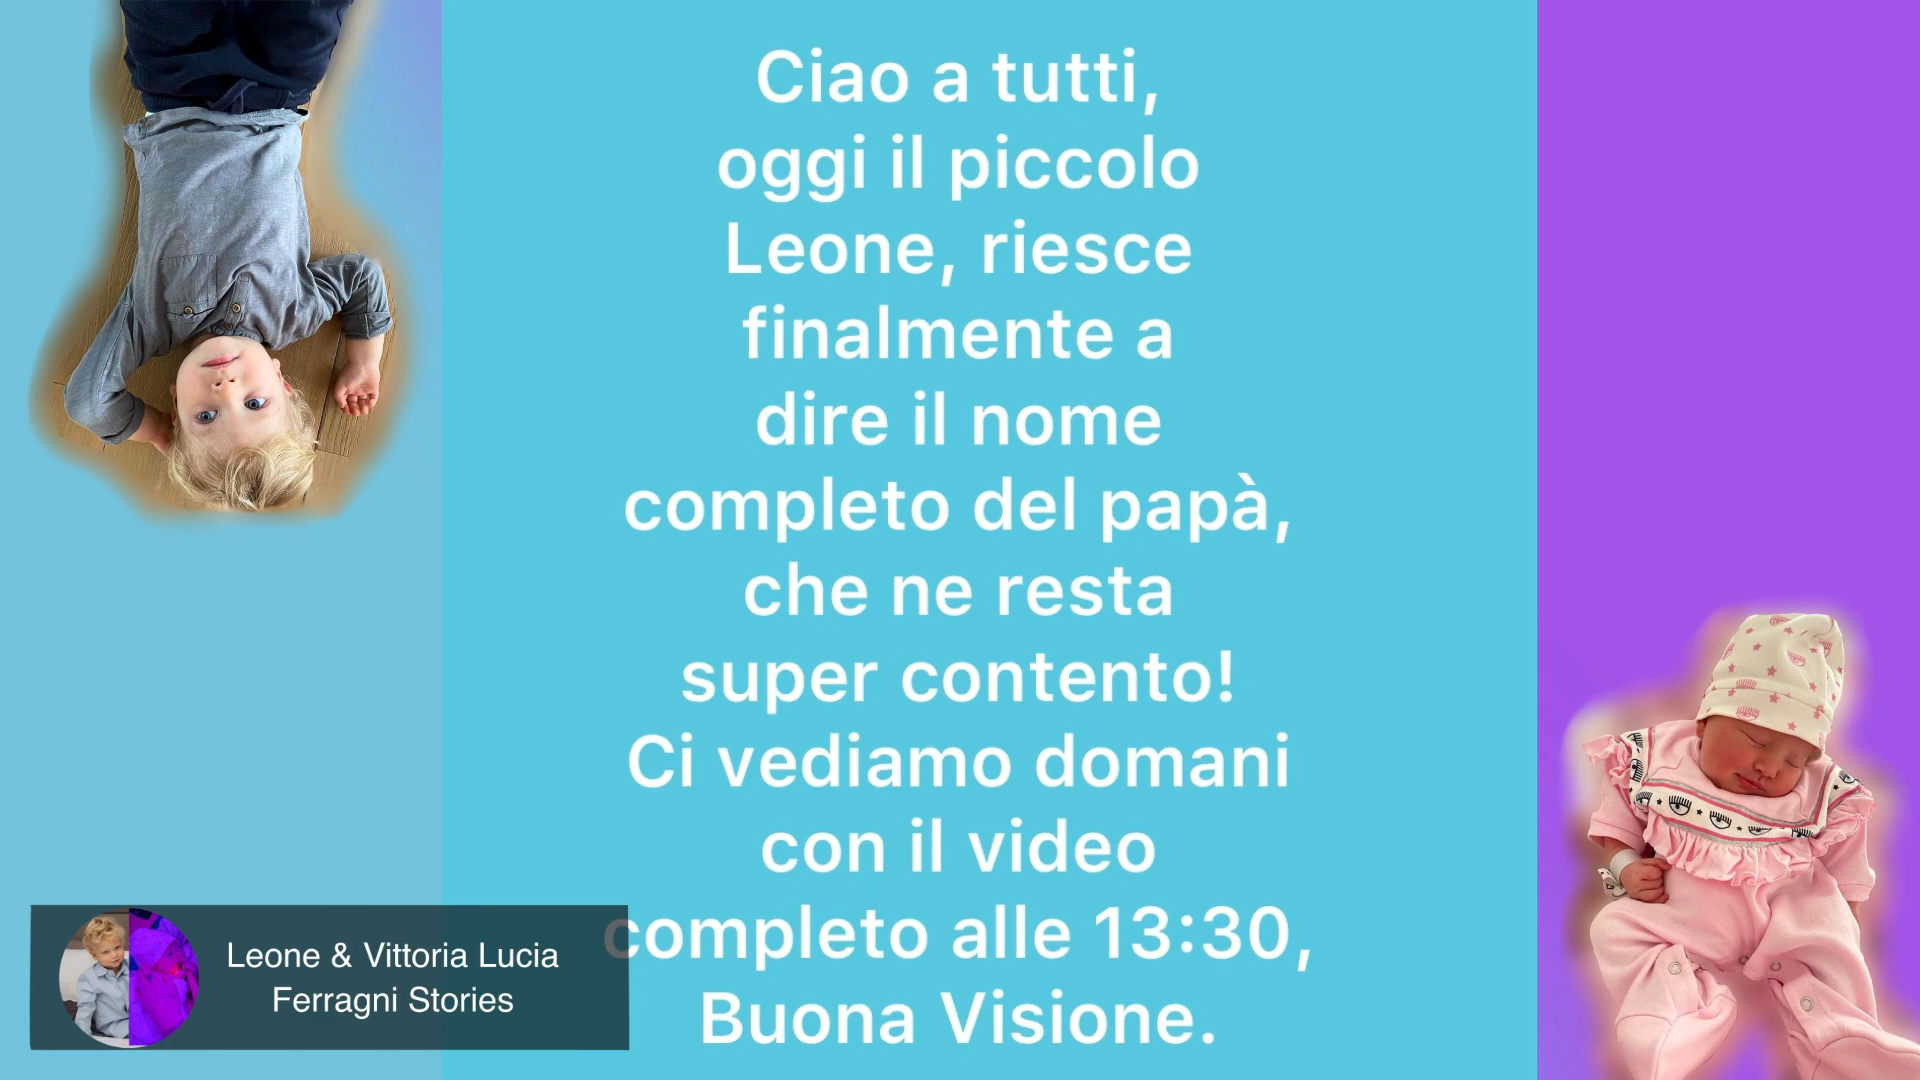 Ciao a tutti,
oggi il piccolo
Leone, riesce
finalmente a
dire il nome
completo del papà,
che ne resta
super contento!
Ci vediamo domani
con il video
completo alle 13:30,
Buona Visione.
Leone & Vittoria Lucia
Ferragni Stories